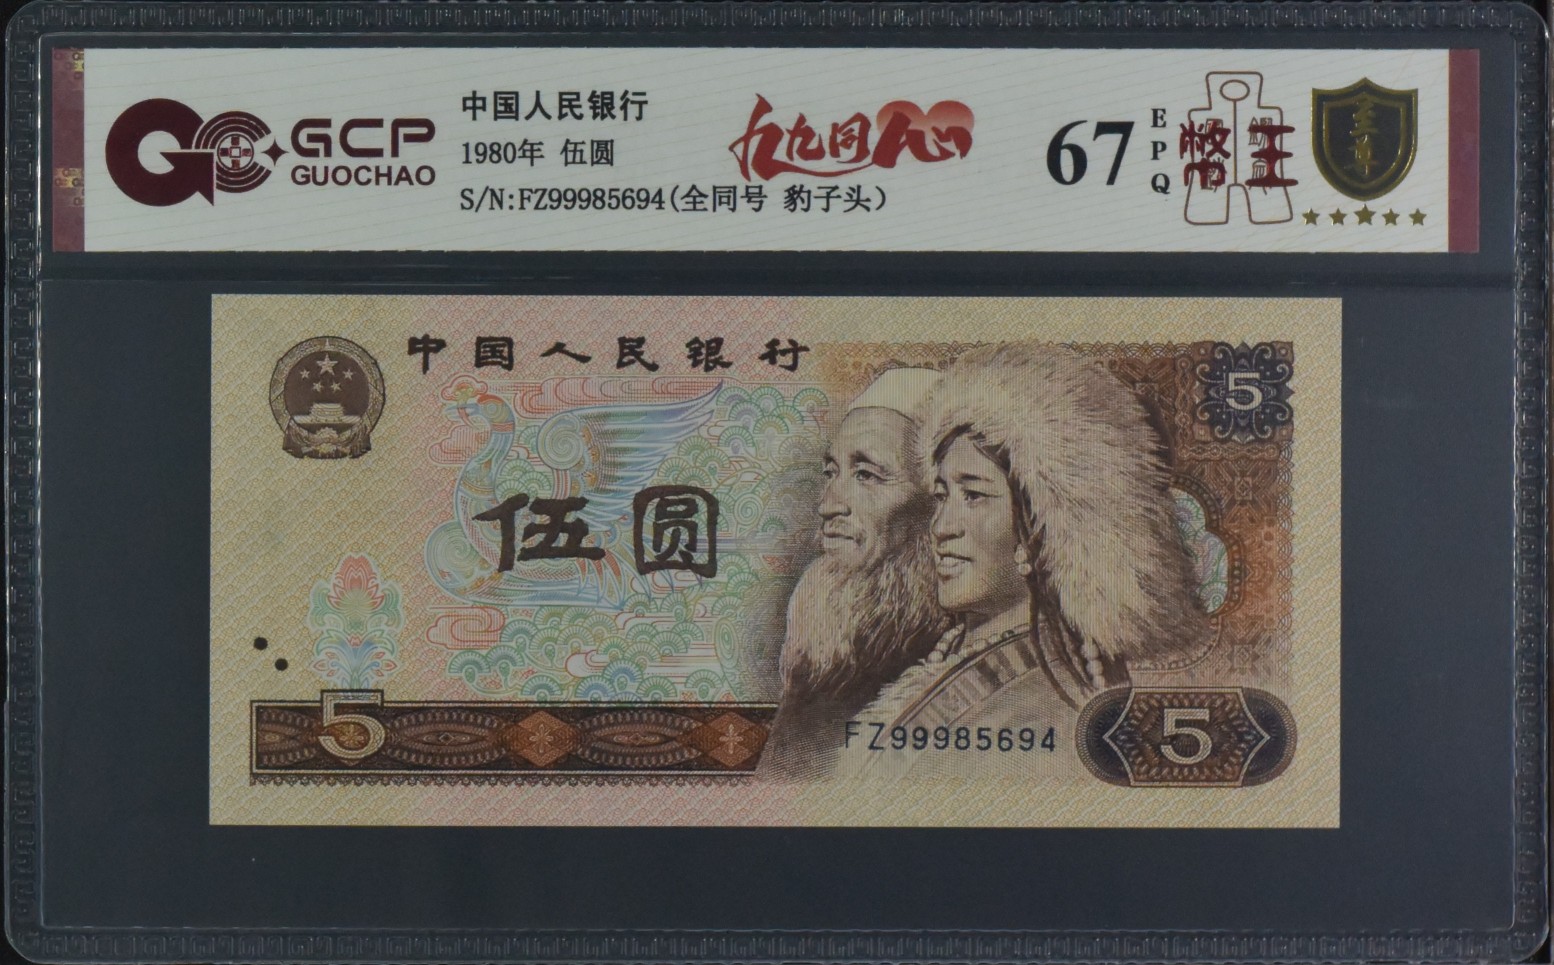 GCP
GUOCHAO
中国人民银行
1980年 伍圆
S/N:FZ99985694(全同号 豹子头)
九九同心
67
EPQ
至尊
中国人民银行
5
伍圆
5
FZ99985694
5